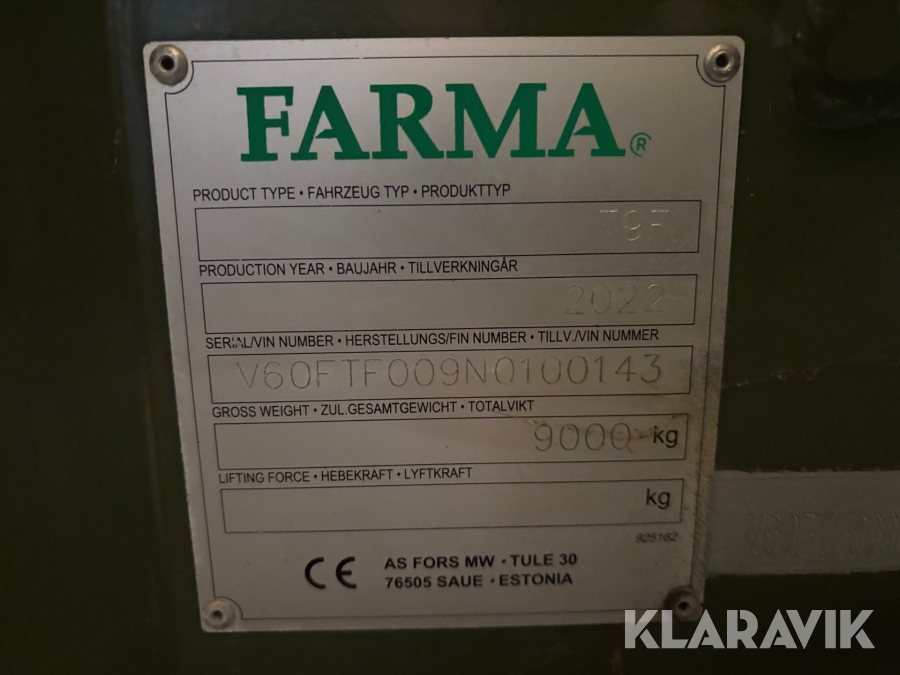 FARMA®
PRODUCT TYPE • FAHRZEUG TYP • PRODUKTTYP
PRODUCTION YEAR • BAUJAHR • TILLVERKNINGÅR
2022
SERIAL/VIN NUMBER • HERSTELLUNGS/FIN NUMBER • TILLV./VIN NUMMER
V60FTF009N0100143
GROSS WEIGHT • ZUL.GESAMTGEWICHT • TOTALVIKT
9000 kg
LIFTING FORCE • HEBEKRAFT • LYFTKRAFT
kg
925162
CE AS FORS MW • TULE 30
76505 SAUE • ESTONIA
KLARAVIK